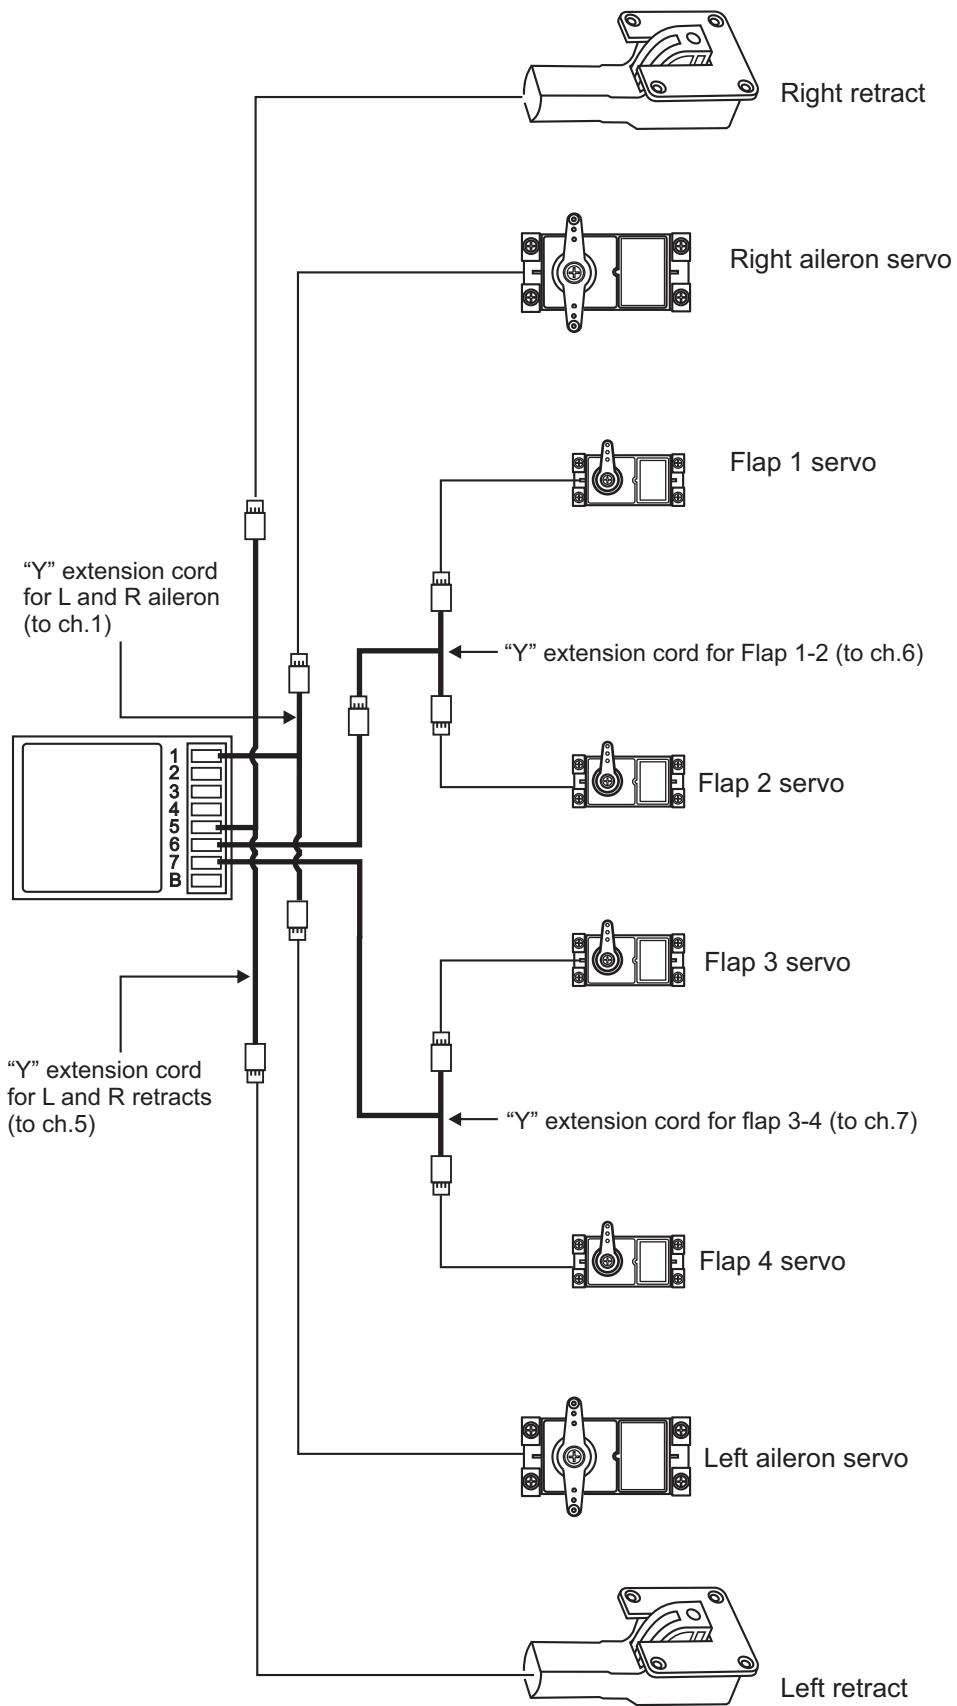 Right retract
Right aileron servo
Flap 1 servo
“Y” extension cord
for L and R aileron
(to ch.1)
“Y” extension cord for Flap 1-2 (to ch.6)
1
2
3
4
5
6
7
B
Flap 2 servo
Flap 3 servo
“Y” extension cord
for L and R retracts
(to ch.5)
“Y” extension cord for flap 3-4 (to ch.7)
Flap 4 servo
Left aileron servo
Left retract